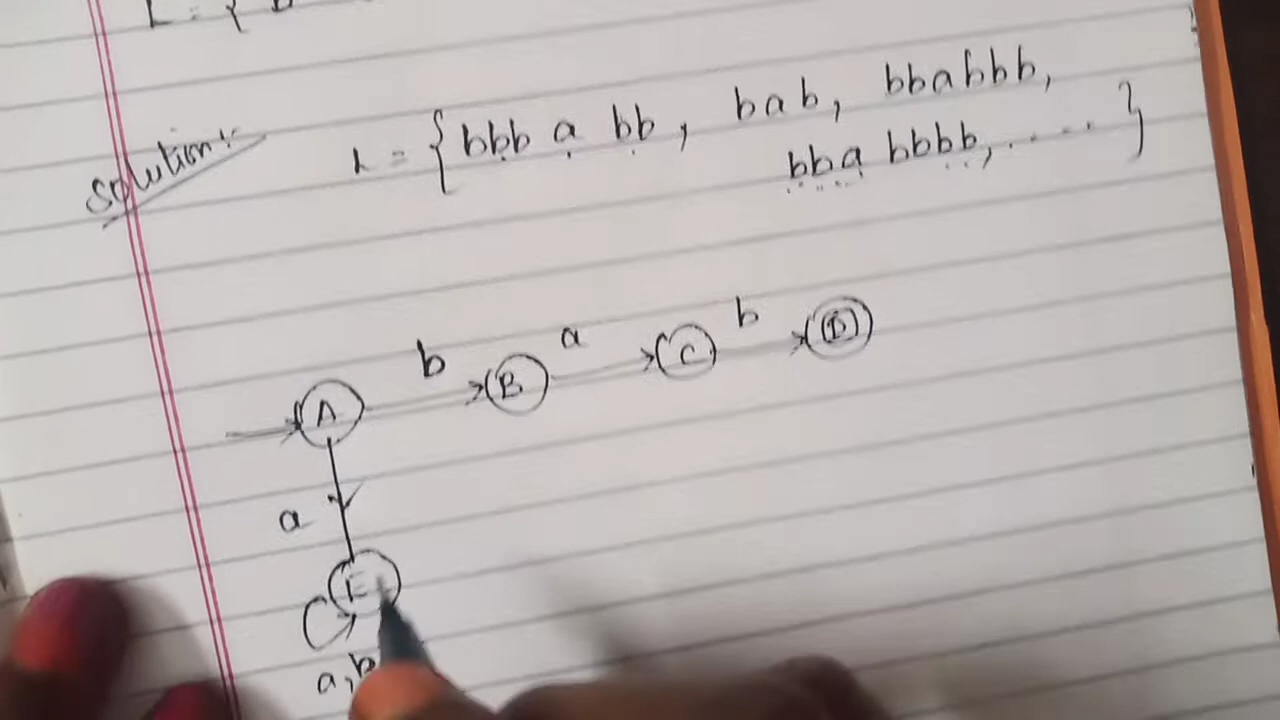 L = {
solution:
L = { bbb a bb, bab, bbabbb,
bba bbbb, .... }
b a b
A B C D
a
E
a,b